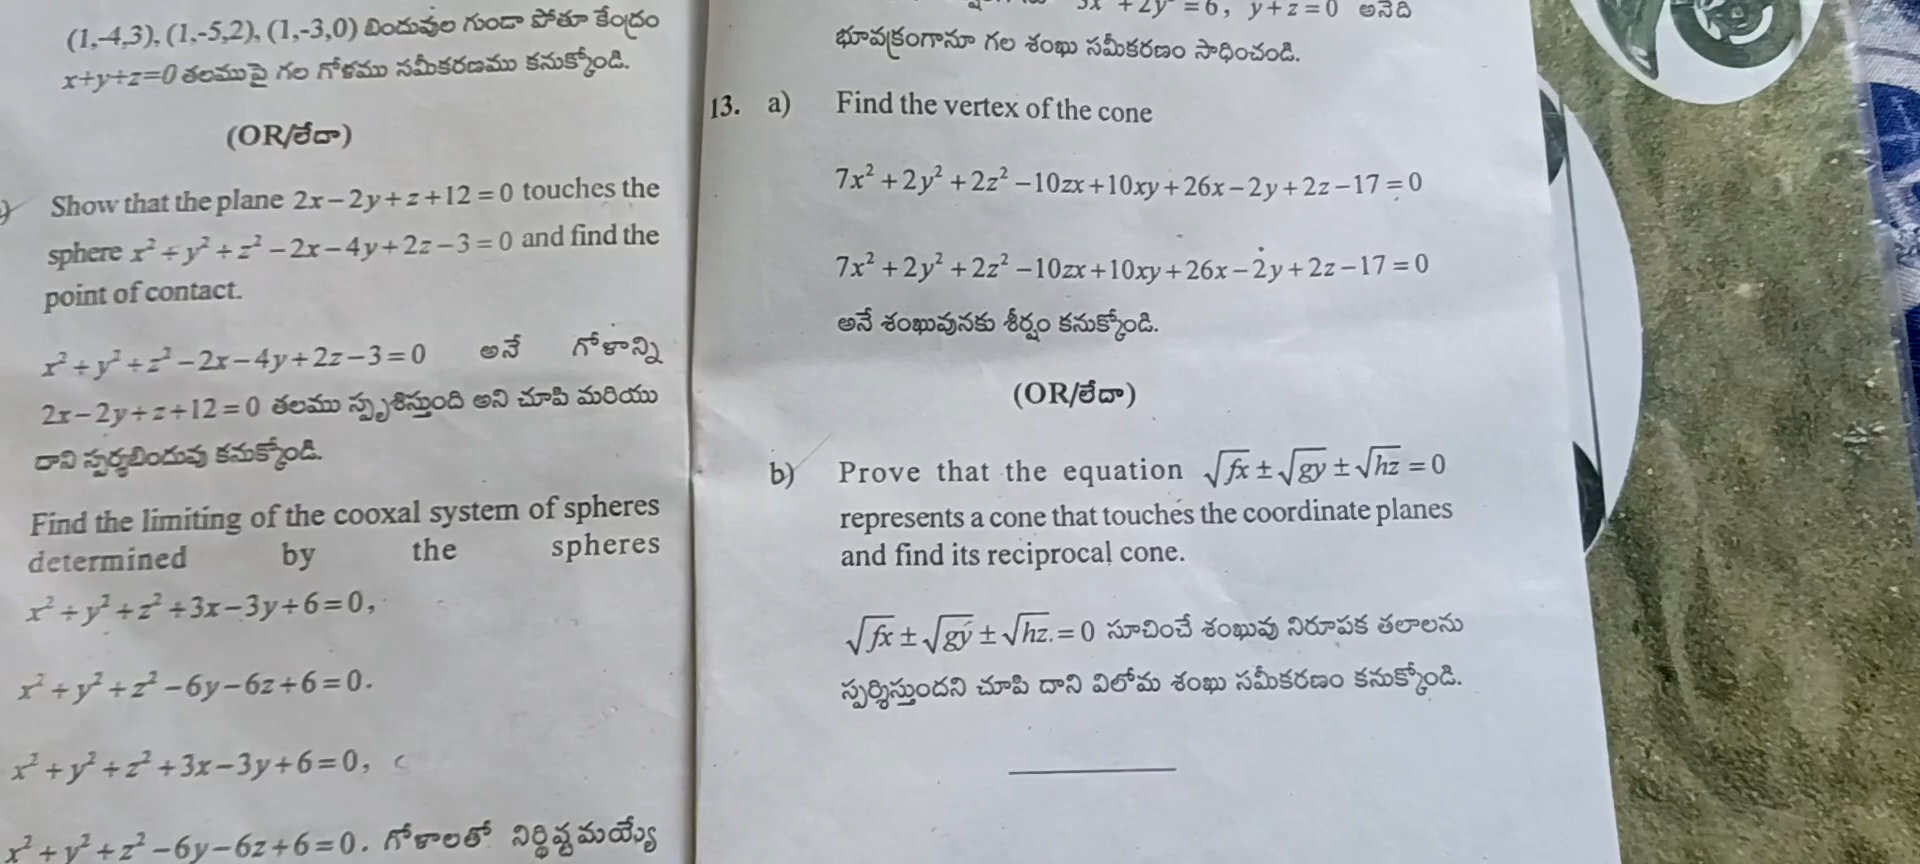 (1,-4,3), (1,-5,2), (1,-3,0) బిందువుల గుండా పోతూ కేంద్రం
x+y+z=0 తలముపై గల గోళము సమీకరణము కనుక్కోండి.
(OR/లేదా)
Show that the plane 2x−2y+z+12=0 touches the
sphere x²+y²+z²−2x−4y+2z−3=0 and find the
point of contact.
x²+y²+z²−2x−4y+2z−3=0 అనే గోళాన్ని
2x−2y+z+12=0 తలము స్పృశిస్తుంది అని చూపి మరియు
దాని స్పర్శబిందువు కనుక్కోండి.
Find the limiting of the cooxal system of spheres
determined by the spheres
x²+y²+z²+3x−3y+6=0,
x²+y²+z²−6y−6z+6=0.
x²+y²+z²+3x−3y+6=0,
x²+y²+z²−6y−6z+6=0. గోళాలతో నిర్థిష్టమయ్యే
3x²+2y²=6, y+z=0 అనేది
భూవక్రంగానూ గల శంఖు సమీకరణం సాధించండి.
13. a) Find the vertex of the cone
7x²+2y²+2z²−10zx+10xy+26x−2y+2z−17=0
7x²+2y²+2z²−10zx+10xy+26x−2y+2z−17=0
అనే శంఖువునకు శీర్షం కనుక్కోండి.
(OR/లేదా)
b) Prove that the equation √fx ± √gy ± √hz = 0
represents a cone that touches the coordinate planes
and find its reciprocal cone.
√fx ± √gy ± √hz. = 0 సూచించే శంఖువు నిరూపక తలాలను
స్పర్శిస్తుందని చూపి దాని విలోమ శంఖు సమీకరణం కనుక్కోండి.